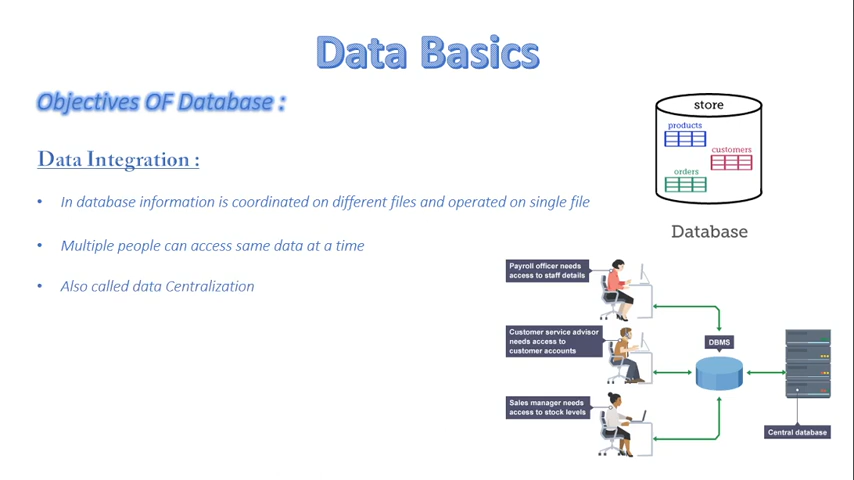 Data Basics
Objectives OF Database :
Data Integration :
• In database information is coordinated on different files and operated on single file
• Multiple people can access same data at a time
• Also called data Centralization
store
products
customers
orders
Database
Payroll officer needs
access to staff details
Customer service advisor
needs access to
customer accounts
DBMS
Sales manager needs
access to stock levels
Central database